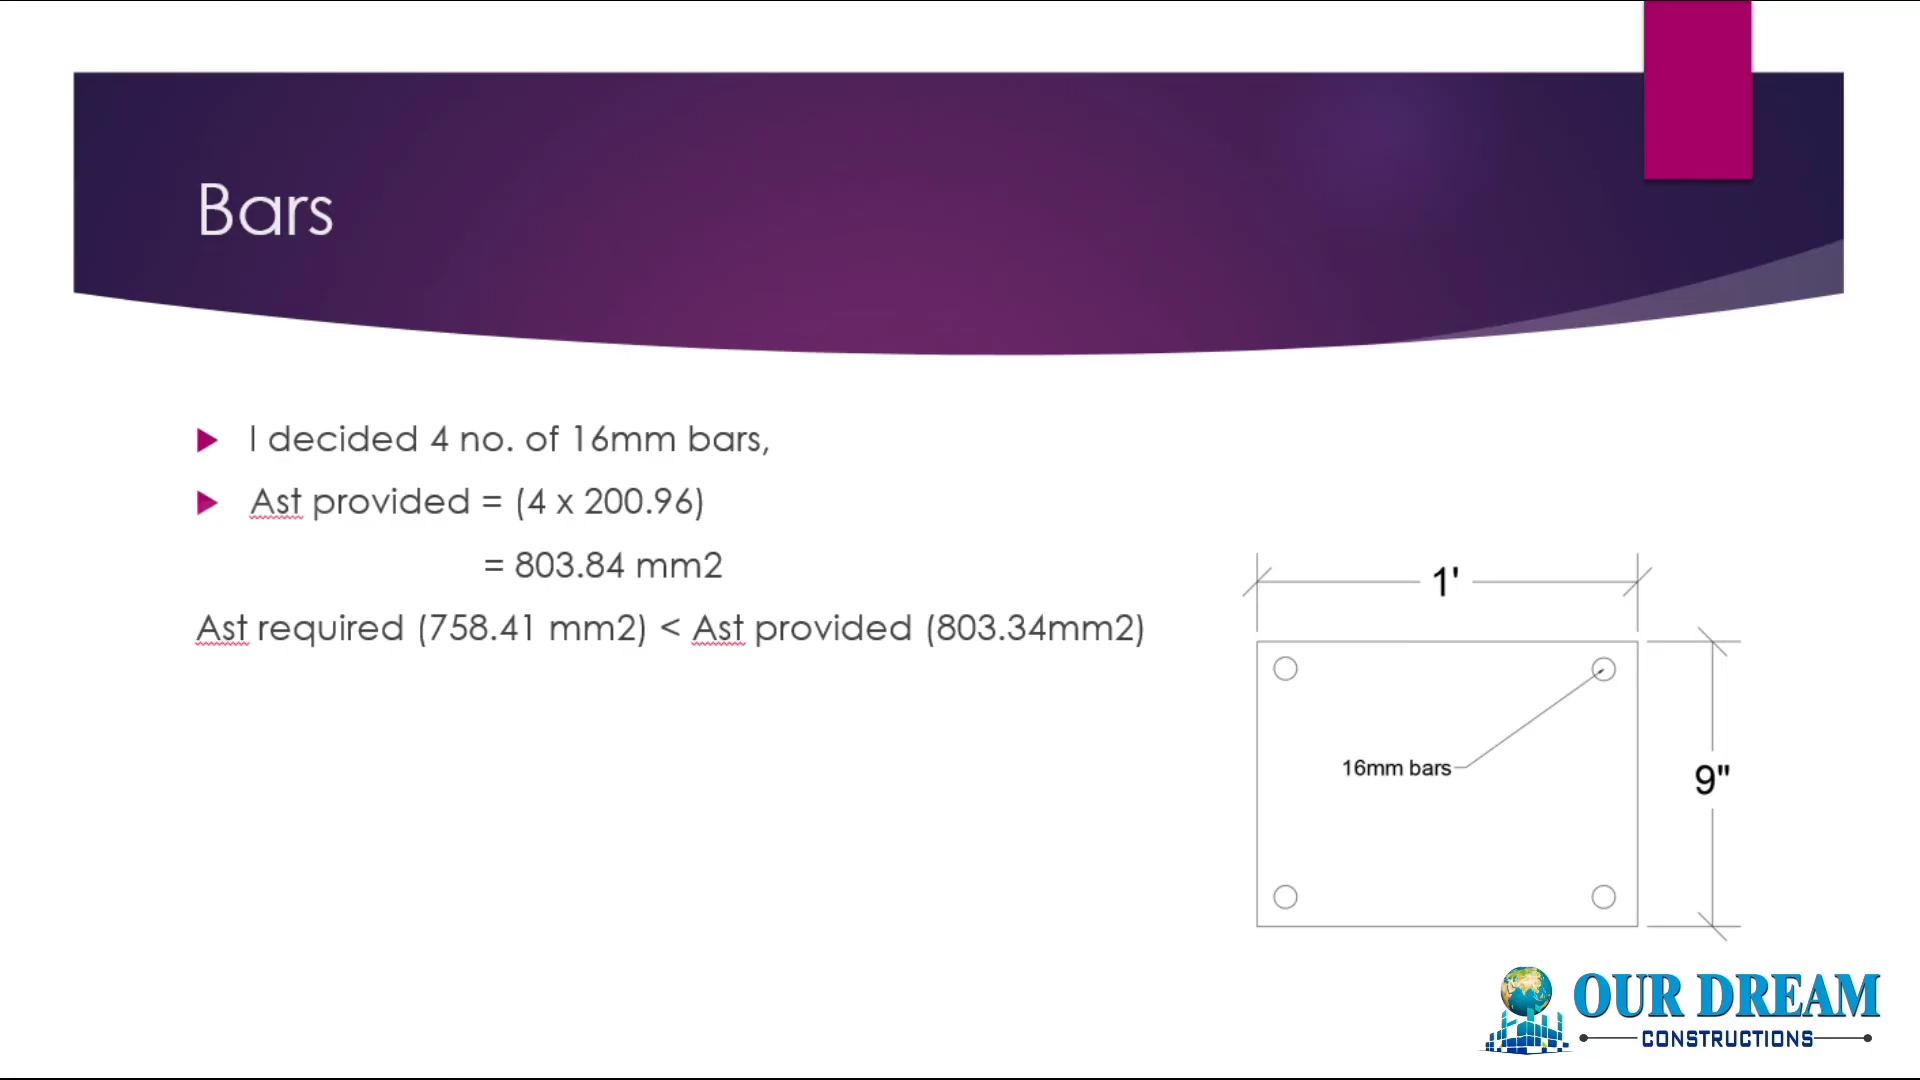 Bars
I decided 4 no. of 16mm bars,
Ast provided = (4 x 200.96)
= 803.84 mm2
Ast required (758.41 mm2) < Ast provided (803.34mm2)
1'
16mm bars
9"
OUR DREAM
CONSTRUCTIONS